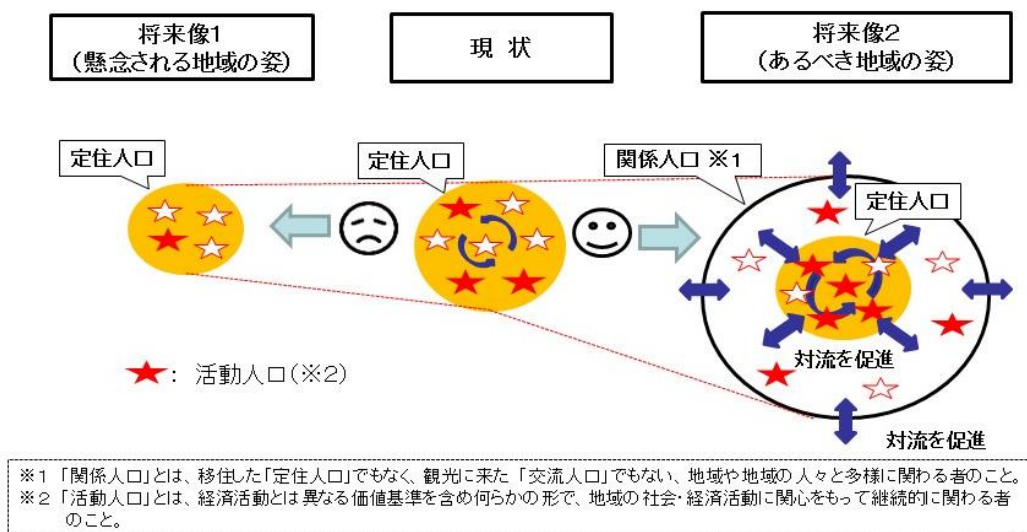 将来像1
(懸念される地域の姿)
現 状
将来像2
(あるべき地域の姿)
定住人口
定住人口
関係人口 ※1
定住人口
対流を促進
★: 活動人口(※2)
対流を促進
※1 「関係人口」とは、移住した「定住人口」でもなく、観光に来た「交流人口」でもない、地域や地域の人々と多様に関わる者のこと。
※2 「活動人口」とは、経済活動とは異なる価値基準を含め何らかの形で、地域の社会・経済活動に関心をもって継続的に関わる者
のこと。